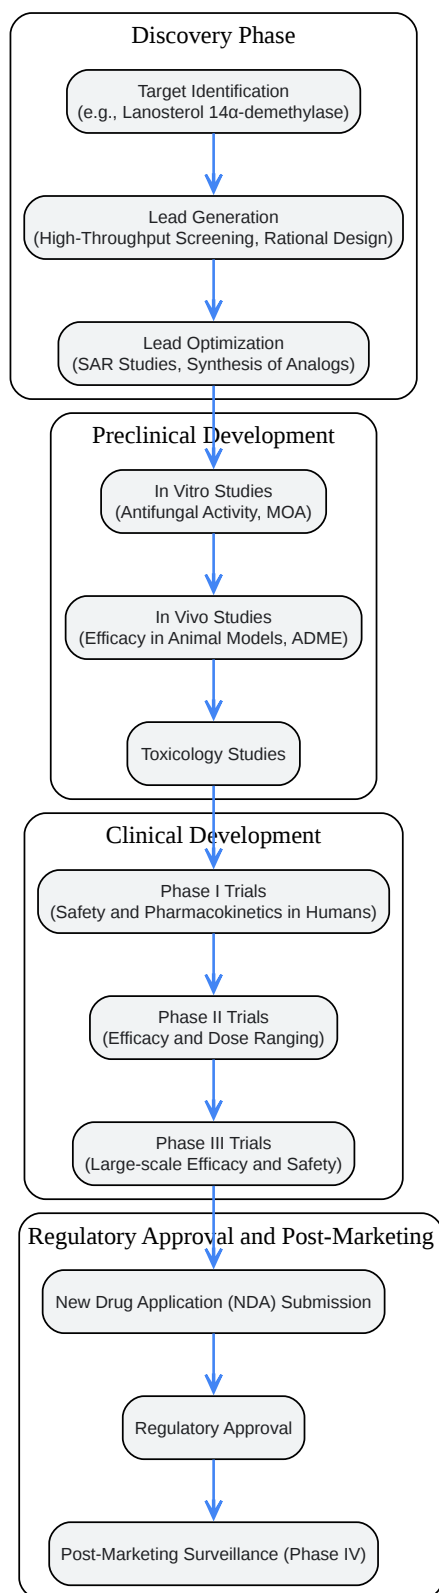 Discovery Phase
Target Identification
(e.g., Lanosterol 14α-demethylase)
Lead Generation
(High-Throughput Screening, Rational Design)
Lead Optimization
(SAR Studies, Synthesis of Analogs)
Preclinical Development
In Vitro Studies
(Antifungal Activity, MOA)
In Vivo Studies
(Efficacy in Animal Models, ADME)
Toxicology Studies
Clinical Development
Phase I Trials
(Safety and Pharmacokinetics in Humans)
Phase II Trials
(Efficacy and Dose Ranging)
Phase III Trials
(Large-scale Efficacy and Safety)
Regulatory Approval and Post-Marketing
New Drug Application (NDA) Submission
Regulatory Approval
Post-Marketing Surveillance (Phase IV)